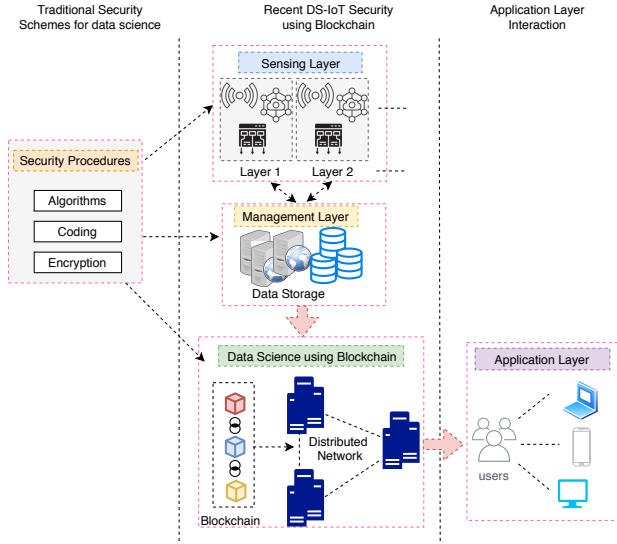 Traditional Security
Schemes for data science
Recent DS-IoT Security
using Blockchain
Application Layer
Interaction
Sensing Layer
Layer 1
Layer 2
Security Procedures
Algorithms
Coding
Encryption
Management Layer
Data Storage
Data Science using Blockchain
Distributed
Network
Blockchain
Application Layer
users